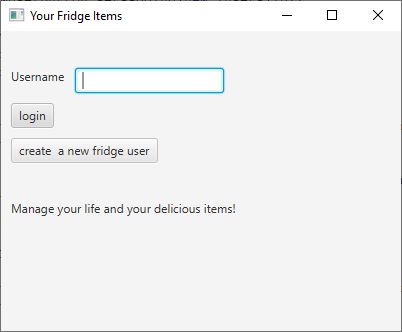 Your Fridge Items
Username
login
create  a new fridge user
Manage your life and your delicious items!